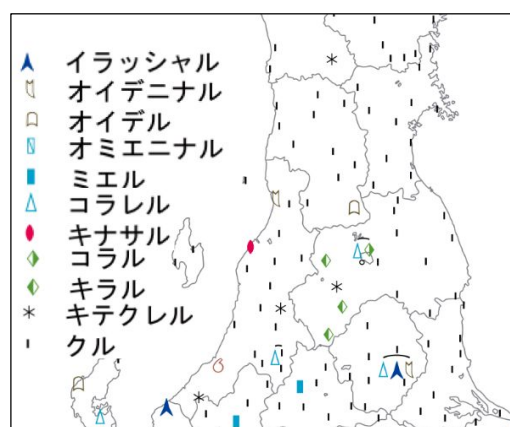 イラッシャル
オイデニナル
オイデル
オミエニナル
ミエル
コラレル
キナサル
コラル
キラル
キテクレル
クル